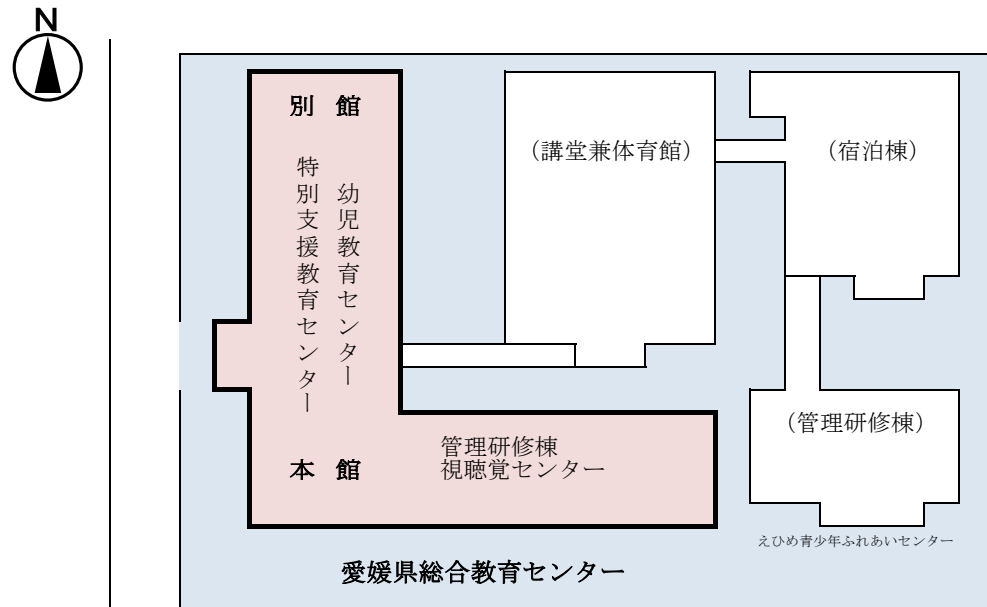 N
別 館
幼児教育センター
特別支援教育センター
本 館
管理研修棟
視聴覚センター
(講堂兼体育館)
(宿泊棟)
(管理研修棟)
えひめ青少年ふれあいセンター
愛媛県総合教育センター